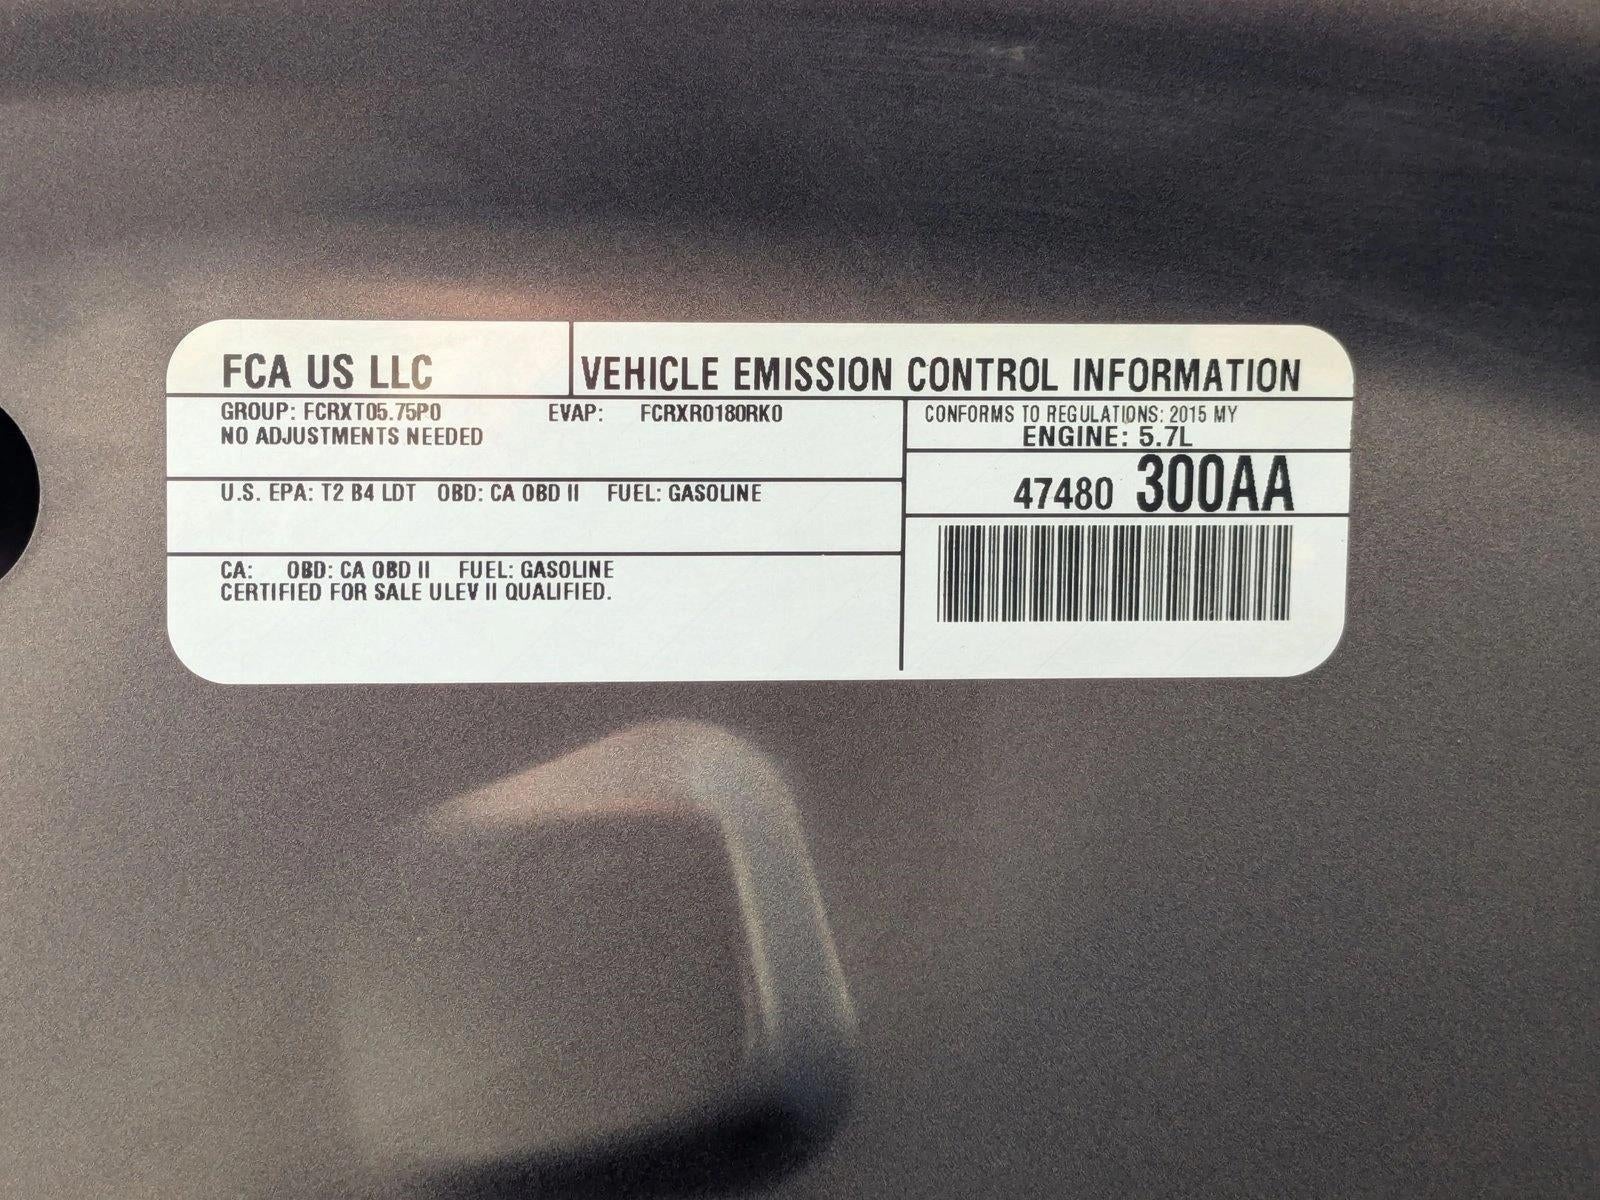 FCA US LLC
VEHICLE EMISSION CONTROL INFORMATION
GROUP: FCRXT05.75P0 EVAP: FCRXR0180RK0
NO ADJUSTMENTS NEEDED
U.S. EPA: T2 B4 LDT OBD: CA OBD II FUEL: GASOLINE
CA: OBD: CA OBD II FUEL: GASOLINE
CERTIFIED FOR SALE ULEV II QUALIFIED.
CONFORMS TO REGULATIONS: 2015 MY
ENGINE: 5.7L
47480 300AA